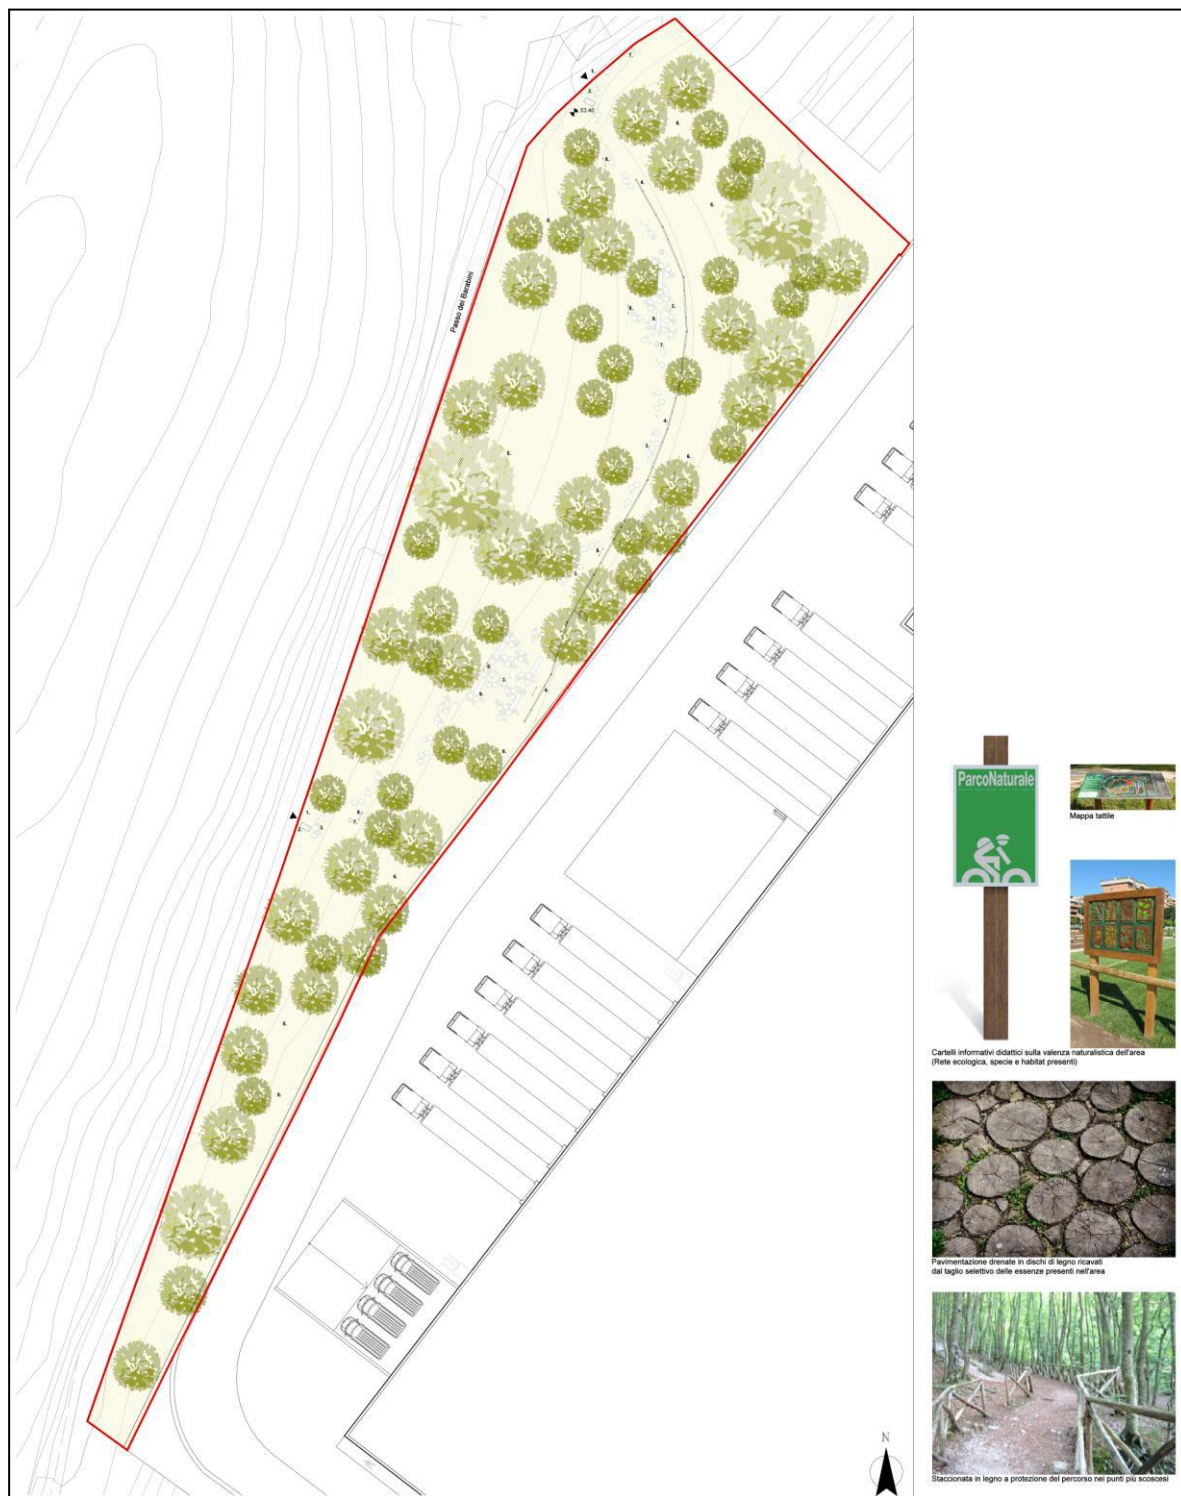 Passo dei Barabini
53.40
N
ParcoNaturale
Mappa tattile
Cartelli informativi didattici sulla valenza naturalistica dell'area
(Rete ecologica, specie e habitat presenti)
Pavimentazione drenate in dischi di legno ricavati
dal taglio selettivo delle essenze presenti nell'area
Staccionata in legno a protezione del percorso nei punti più scoscesi